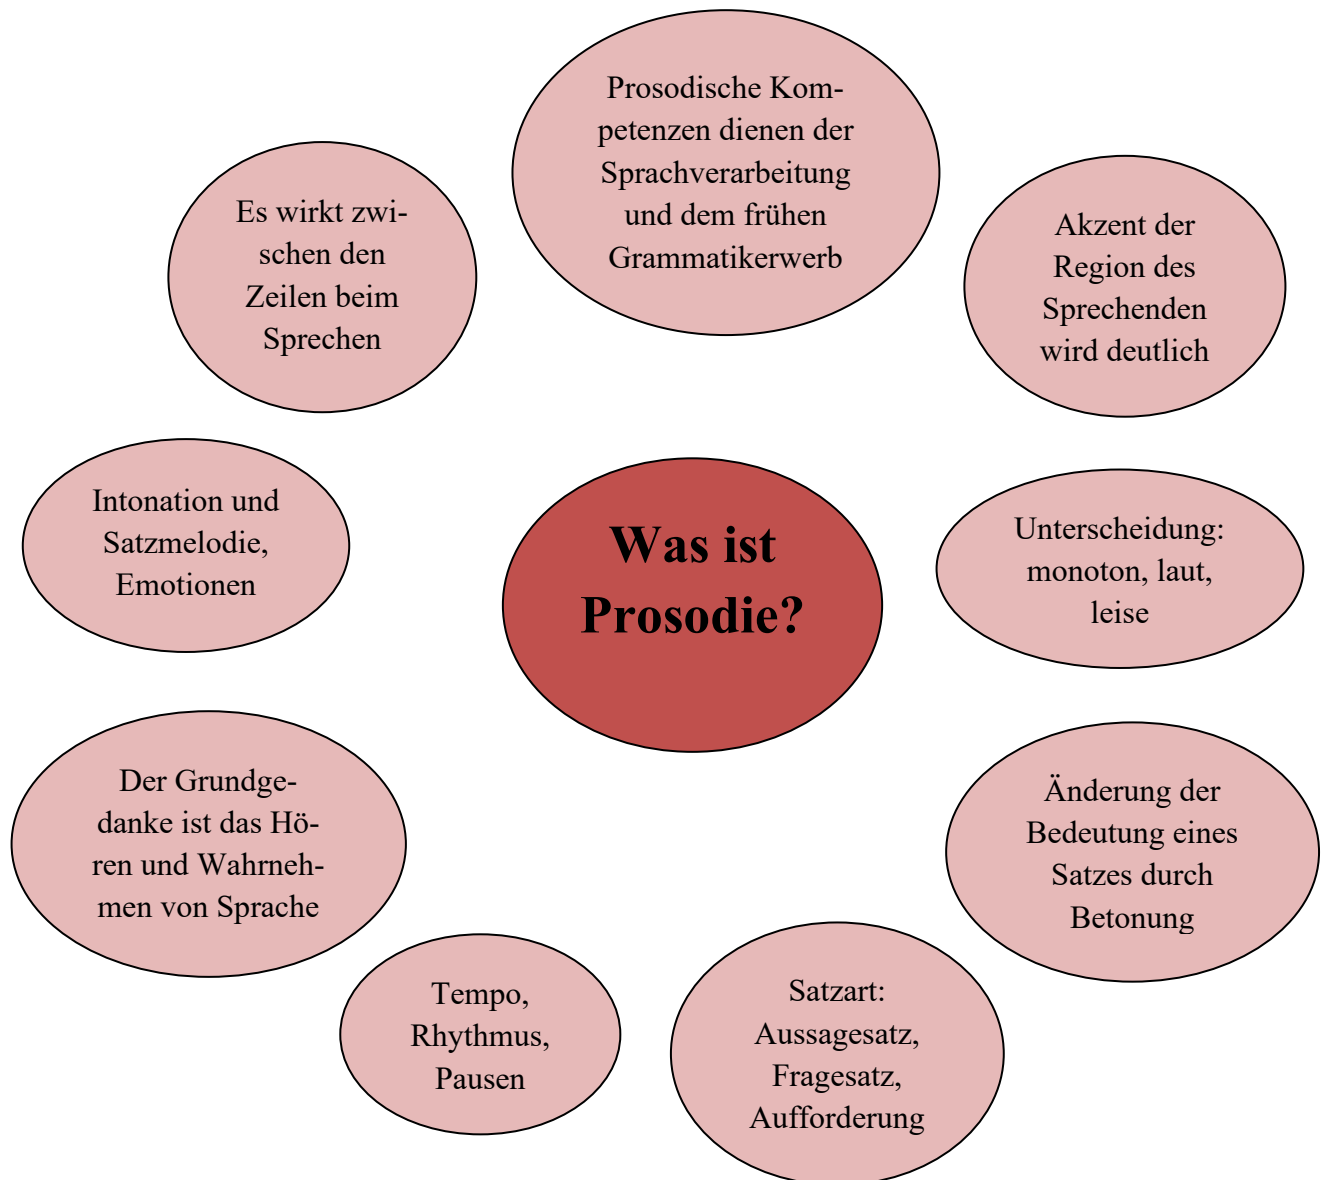 Prosodische Kom-
petenzen dienen der
Sprachverarbeitung
und dem frühen
Grammatikerwerb
Es wirkt zwi-
schen den
Zeilen beim
Sprechen
Akzent der
Region des
Sprechenden
wird deutlich
Intonation und
Satzmelodie,
Emotionen
Was ist
Prosodie?
Unterscheidung:
monoton, laut,
leise
Der Grundge-
danke ist das Hö-
ren und Wahrneh-
men von Sprache
Änderung der
Bedeutung eines
Satzes durch
Betonung
Tempo,
Rhythmus,
Pausen
Satzart:
Aussagesatz,
Fragesatz,
Aufforderung